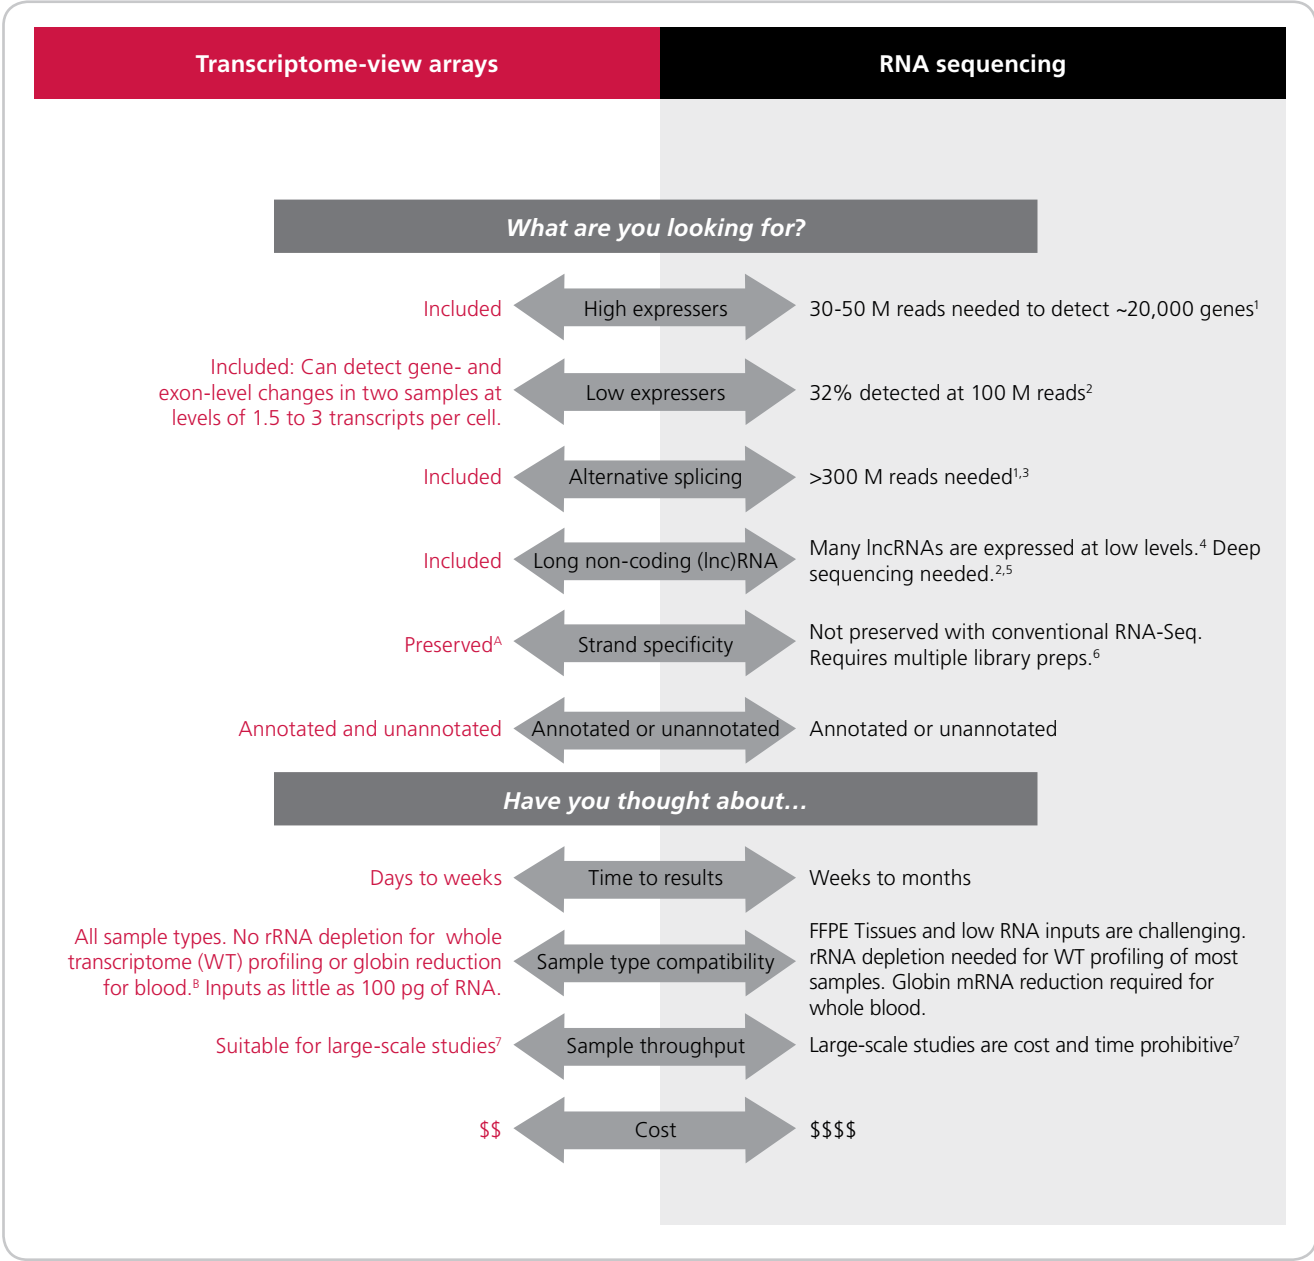 Transcriptome-view arrays
RNA sequencing
What are you looking for?
Included
High expressers
30-50 M reads needed to detect ~20,000 genes¹
Included: Can detect gene- and
exon-level changes in two samples at
levels of 1.5 to 3 transcripts per cell.
Low expressers
32% detected at 100 M reads²
Included
Alternative splicing
>300 M reads needed¹,³
Included
Long non-coding (lnc)RNA
Many lncRNAs are expressed at low levels.⁴ Deep
sequencing needed.²,⁵
Preservedᴬ
Strand specificity
Not preserved with conventional RNA-Seq.
Requires multiple library preps.⁶
Annotated and unannotated
Annotated or unannotated
Annotated or unannotated
Have you thought about...
Days to weeks
Time to results
Weeks to months
All sample types. No rRNA depletion for whole
transcriptome (WT) profiling or globin reduction
for blood.ᴮ Inputs as little as 100 pg of RNA.
Sample type compatibility
FFPE Tissues and low RNA inputs are challenging.
rRNA depletion needed for WT profiling of most
samples. Globin mRNA reduction required for
whole blood.
Suitable for large-scale studies⁷
Sample throughput
Large-scale studies are cost and time prohibitive⁷
$$
Cost
$$$$